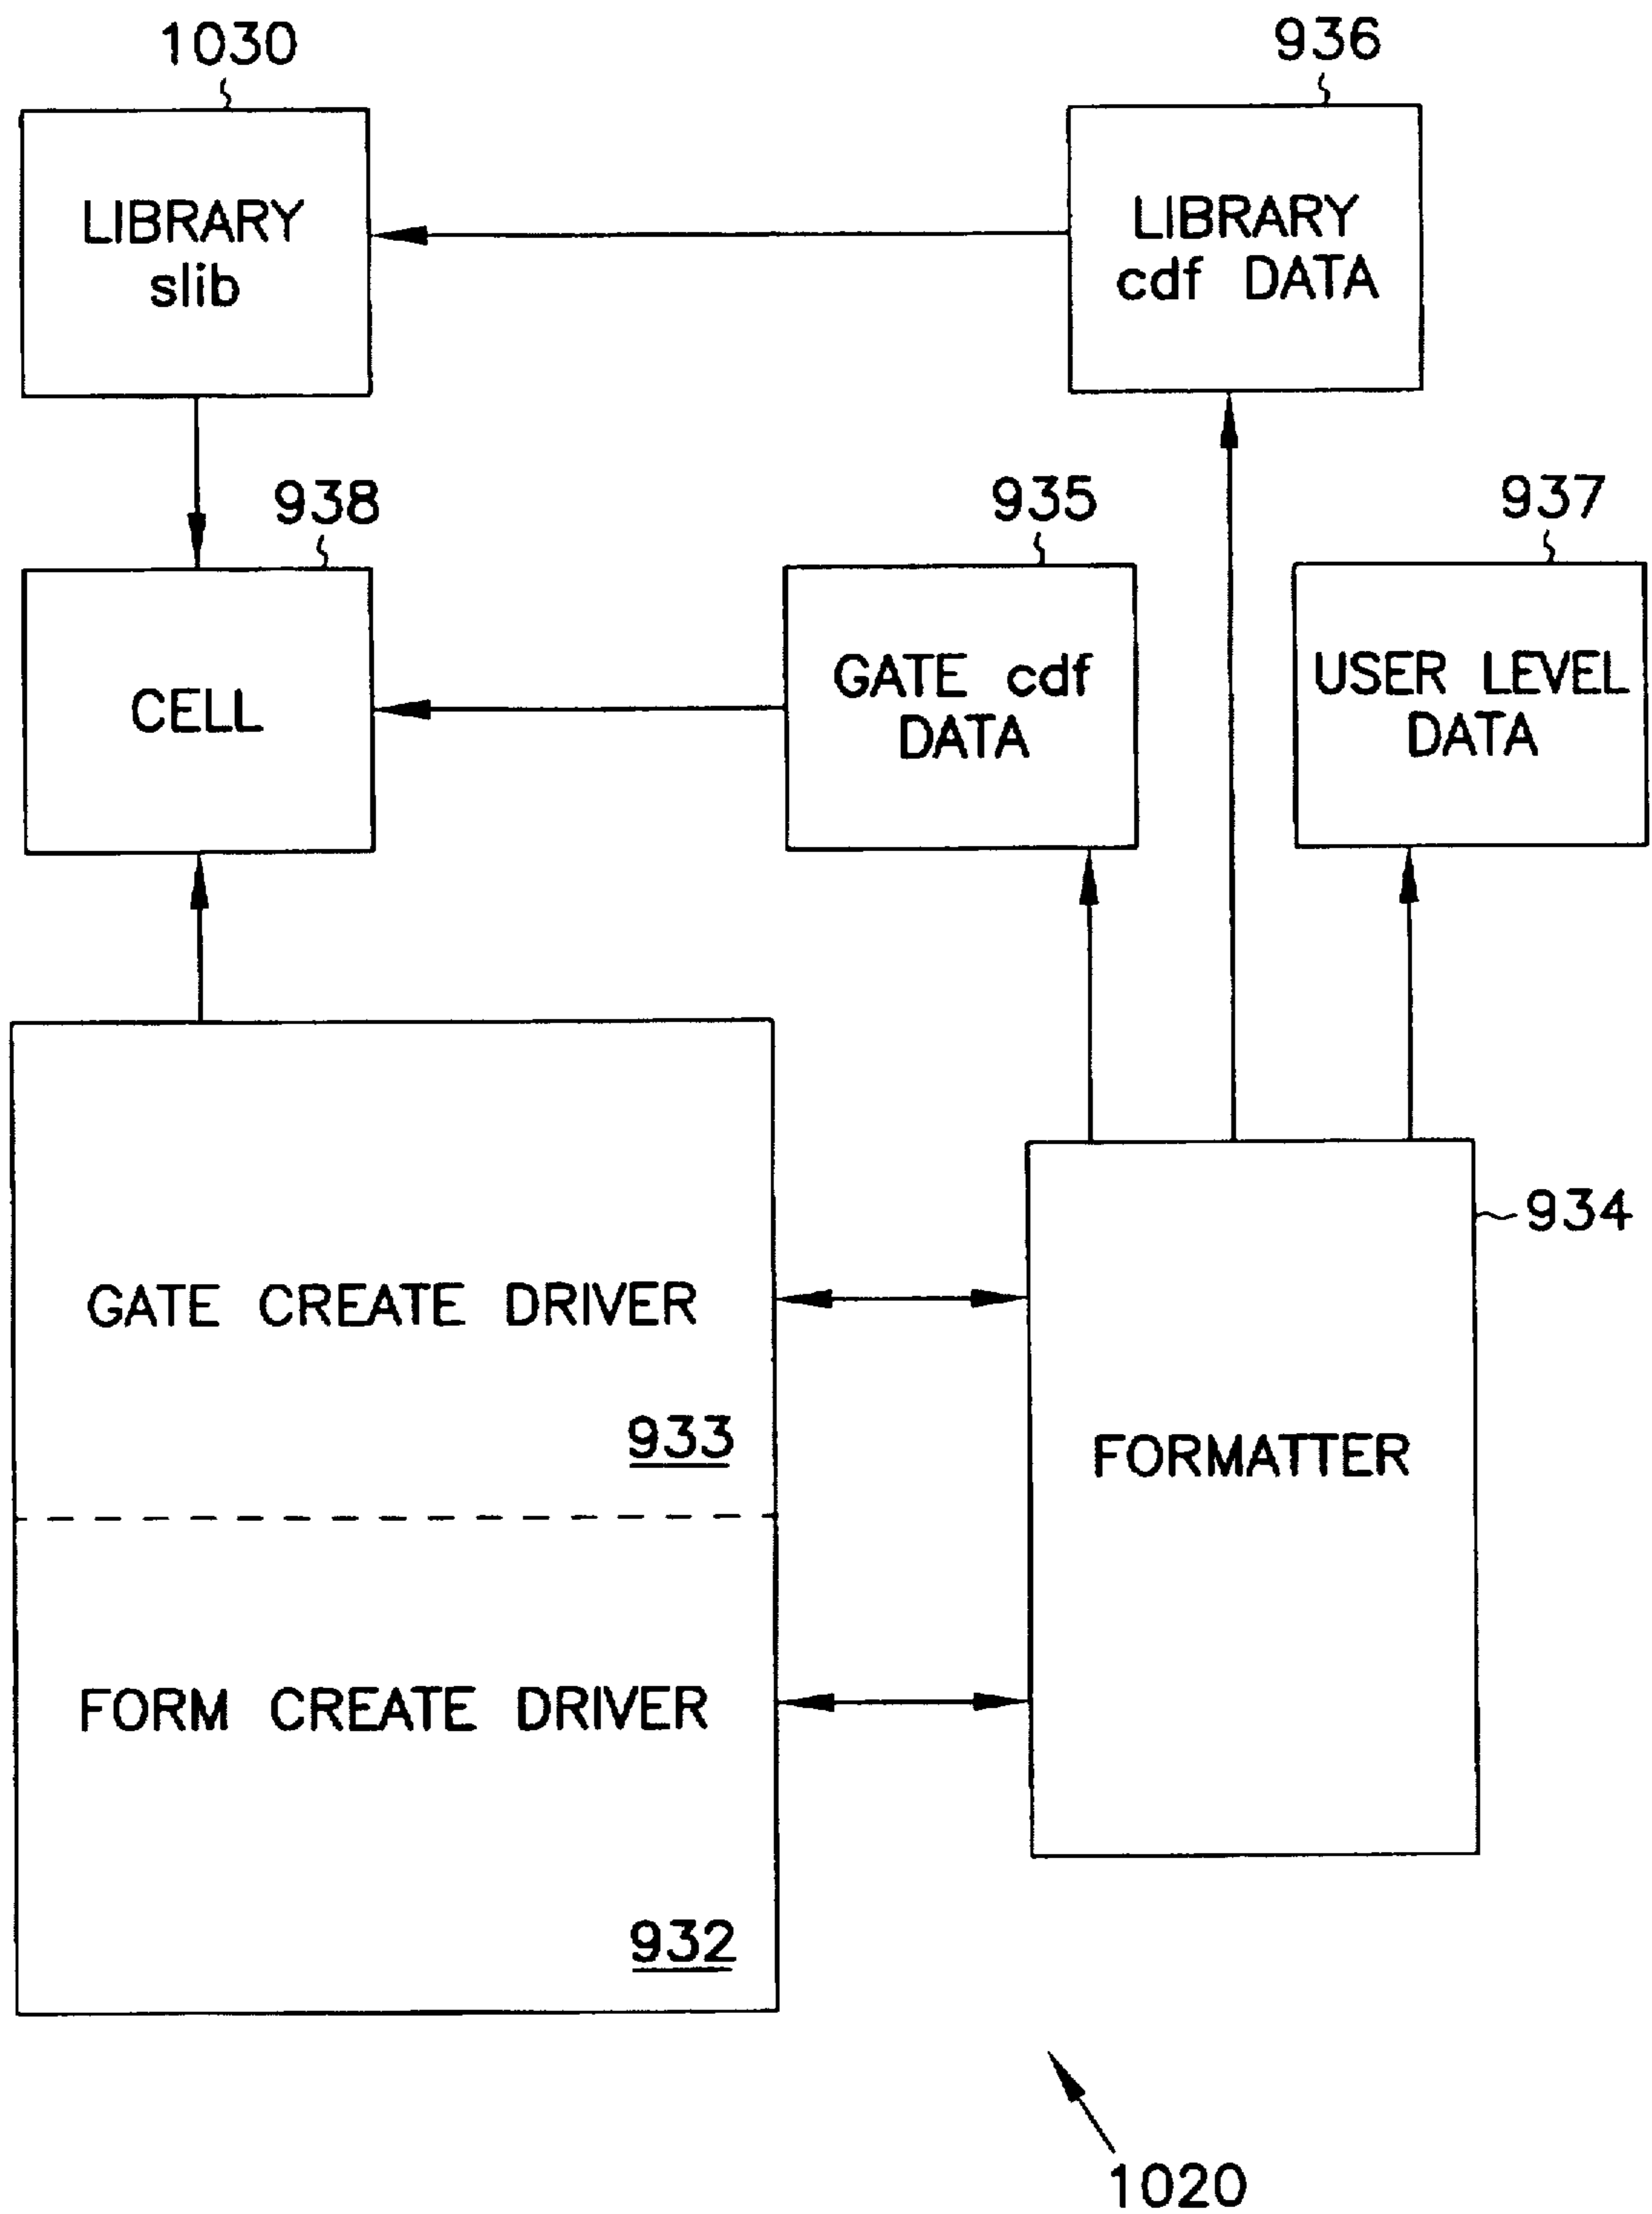 1030
936
LIBRARY
slib
LIBRARY
cdf DATA
938
935
937
CELL
GATE cdf
DATA
USER LEVEL
DATA
934
GATE CREATE DRIVER
933
FORMATTER
FORM CREATE DRIVER
932
1020